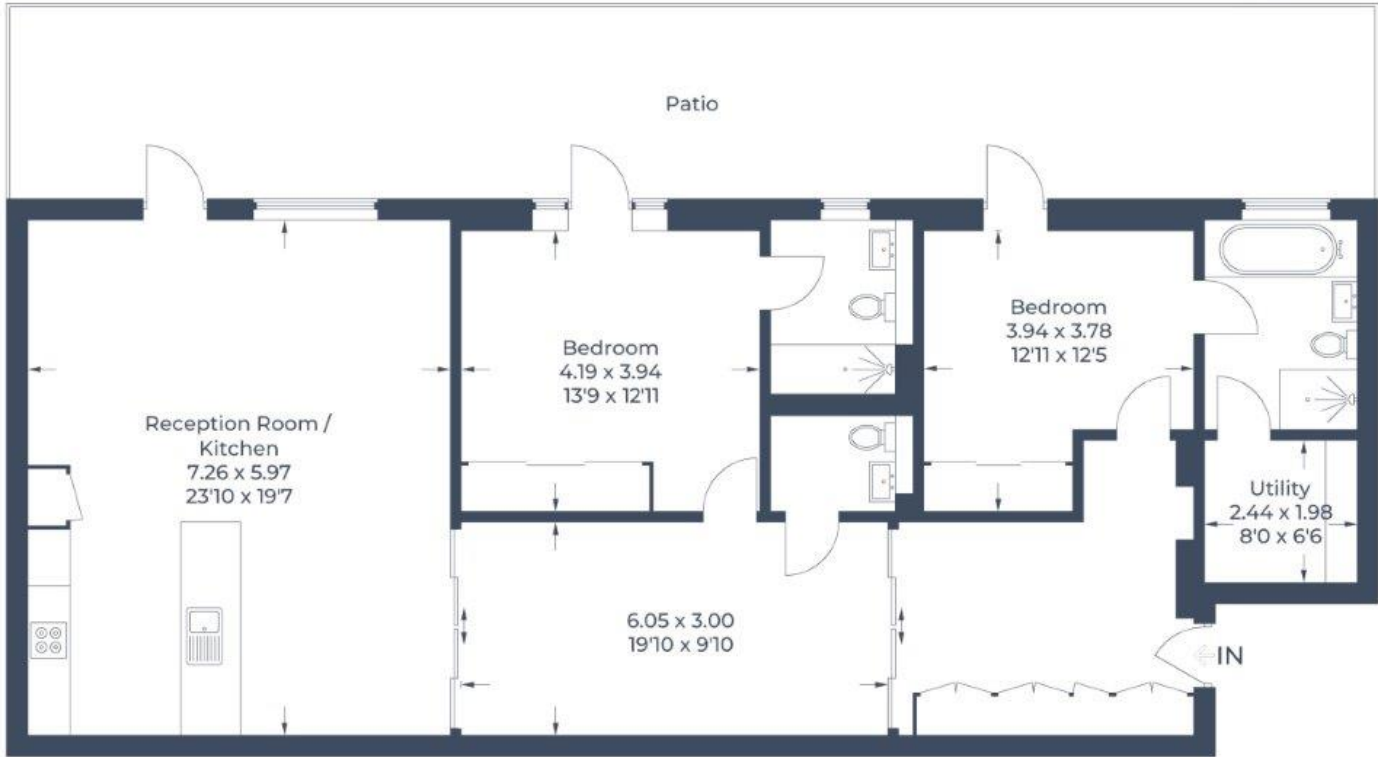 Patio
Bedroom
4.19 x 3.94
13'9 x 12'11
Bedroom
3.94 x 3.78
12'11 x 12'5
Reception Room /
Kitchen
7.26 x 5.97
23'10 x 19'7
Utility
2.44 x 1.98
8'0 x 6'6
6.05 x 3.00
19'10 x 9'10
IN